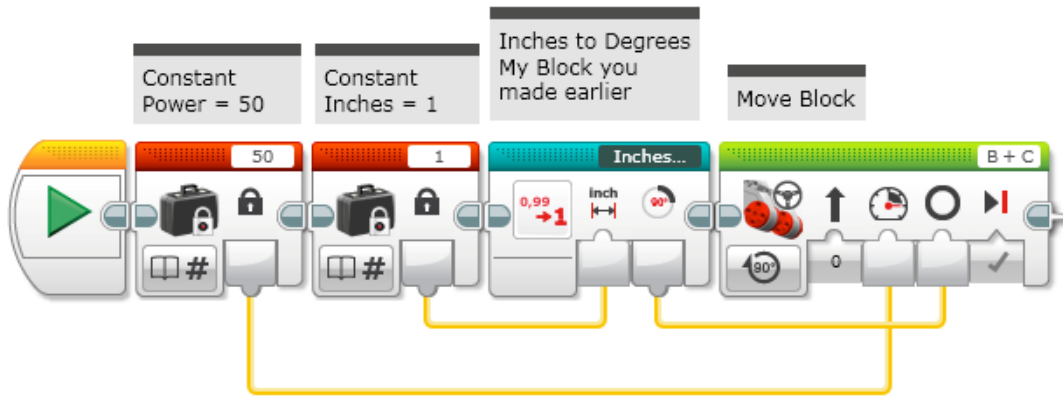 Constant
Power = 50
Constant
Inches = 1
Inches to Degrees
My Block you
made earlier
Move Block
50
1
Inches...
B + C
0,99
1
inch
90°
#
#
90°
0